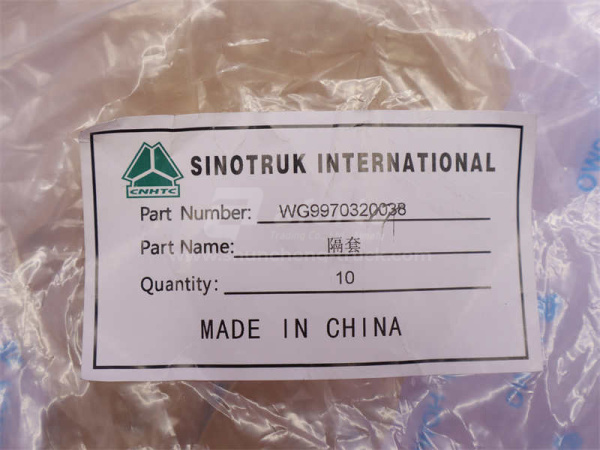 CNHTC
SINOTRUK INTERNATIONAL
Part Number: WG9970320038
Part Name: 隔套
Quantity: 10
MADE IN CHINA